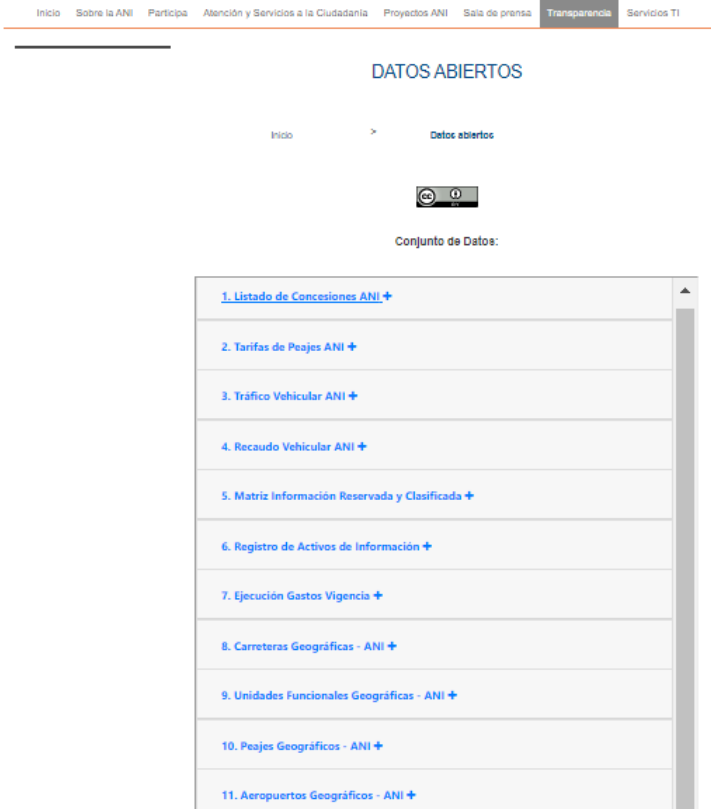 Inicio Sobre la ANI Participa Atención y Servicios a la Ciudadanía Proyectos ANI Sala de prensa Transparencia Servicios TI
DATOS ABIERTOS
Inicio > Datos abiertos
cc BY
Conjunto de Datos:
1. Listado de Concesiones ANI +
2. Tarifas de Peajes ANI +
3. Tráfico Vehicular ANI +
4. Recaudo Vehicular ANI +
5. Matriz Información Reservada y Clasificada +
6. Registro de Activos de Información +
7. Ejecución Gastos Vigencia +
8. Carreteras Geográficas - ANI +
9. Unidades Funcionales Geográficas - ANI +
10. Peajes Geográficos - ANI +
11. Aeropuertos Geográficos - ANI +